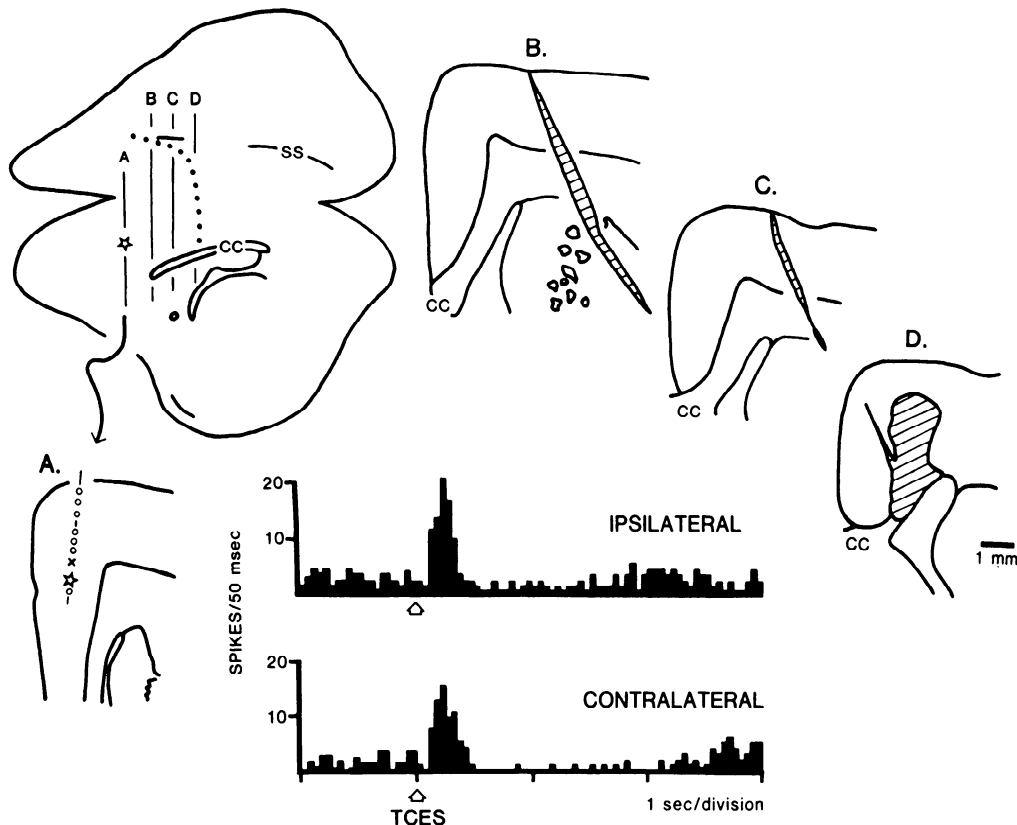 B.
B C D
A
SS
C.
CC
CC
D.
CC
A.
20
IPSILATERAL
10
CC
1 mm
SPIKES/50 msec
20
CONTRALATERAL
10
1 sec/division
TCES